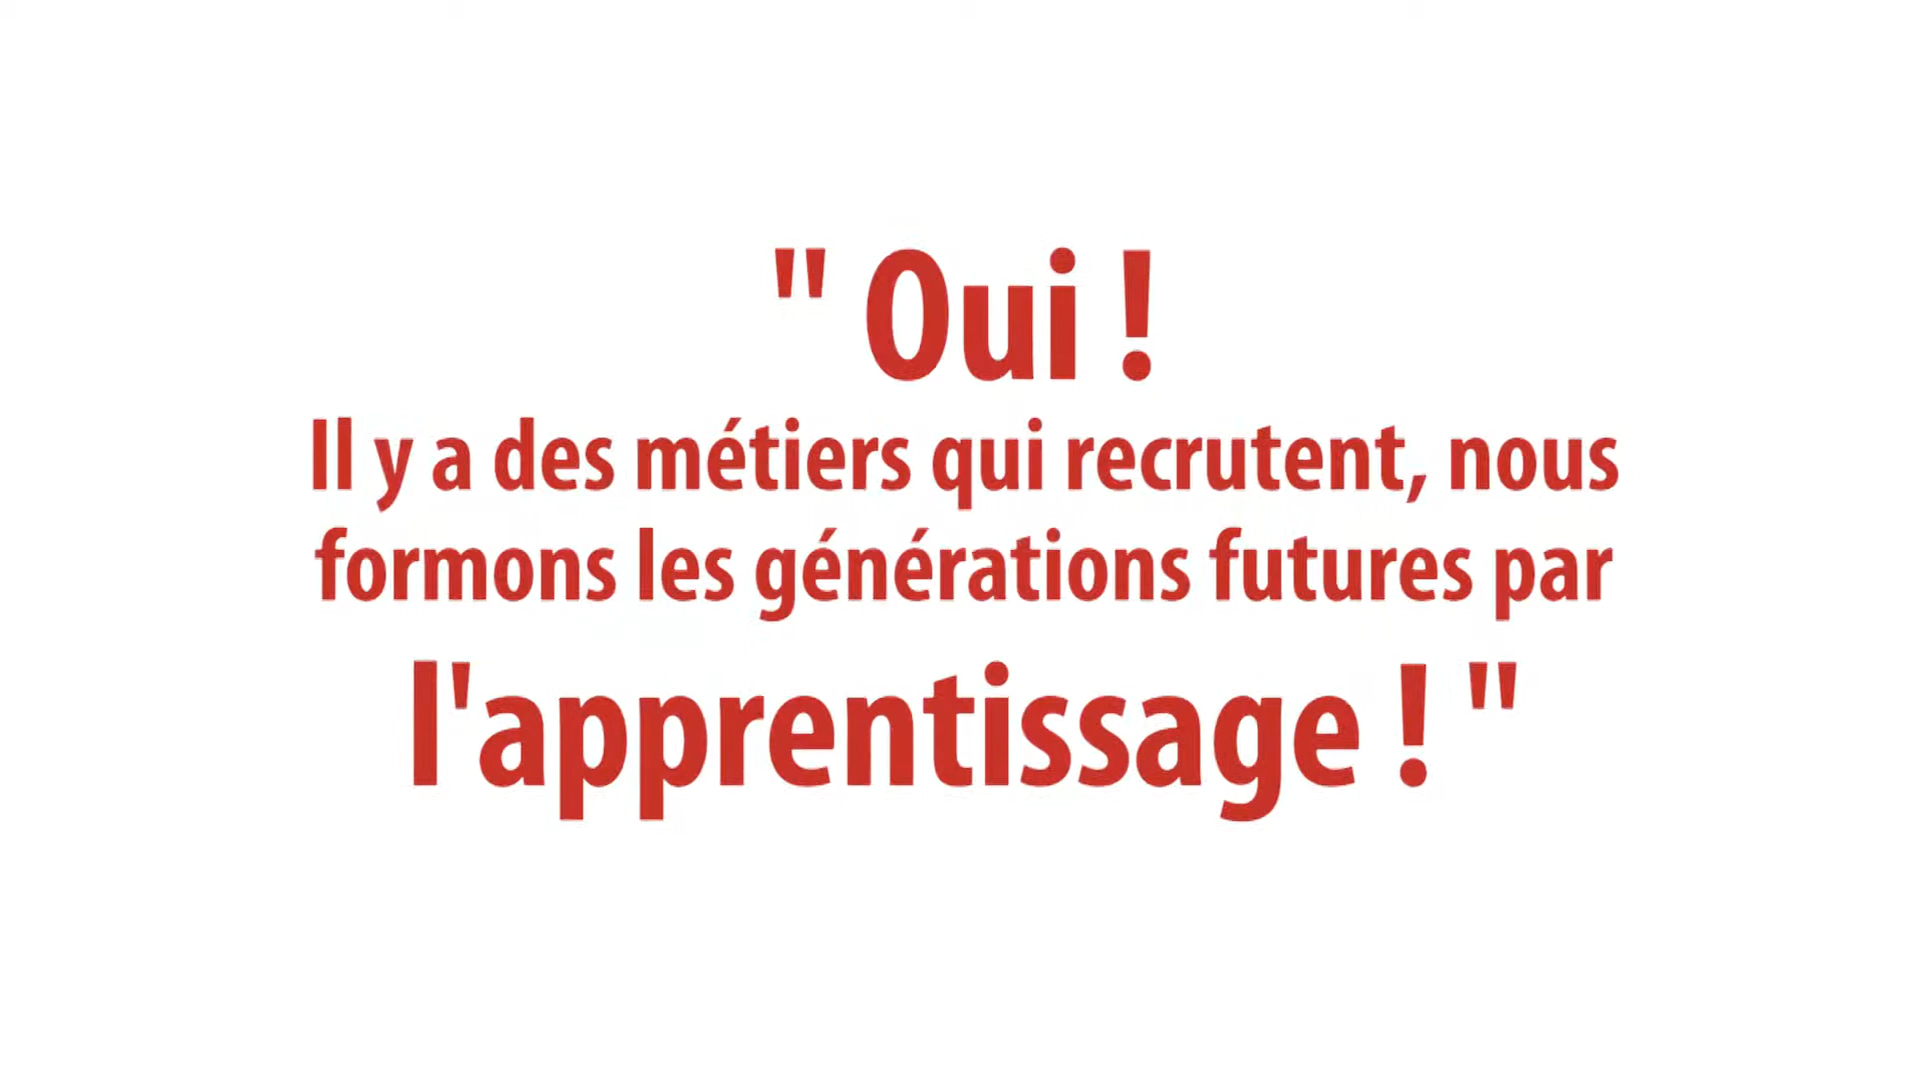 " Oui !
Il y a des métiers qui recrutent, nous
formons les générations futures par
l'apprentissage ! "